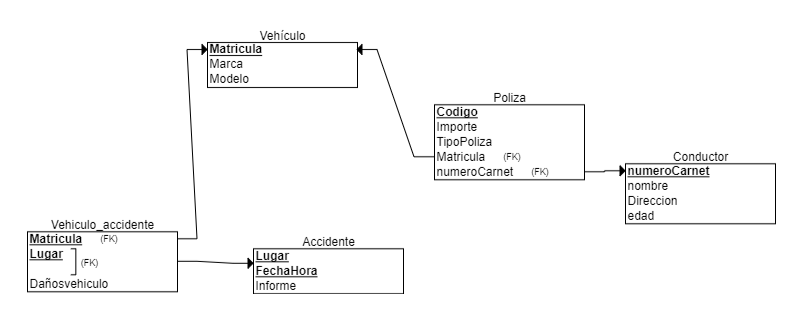 Vehículo
Matricula
Marca
Modelo
Poliza
Codigo
Importe
TipoPoliza
Matricula (FK)
numeroCarnet (FK)
Conductor
numeroCarnet
nombre
Direccion
edad
Vehiculo_accidente
Matricula (FK)
Lugar
(FK)
Dañosvehiculo
Accidente
Lugar
FechaHora
Informe